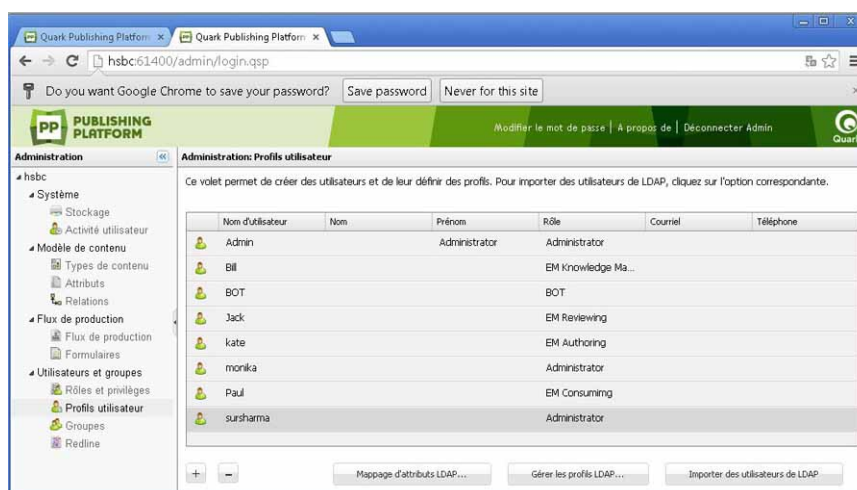 Quark Publishing Platform
Quark Publishing Platform
hsbc:61400/admin/login.qsp
Do you want Google Chrome to save your password? Save password Never for this site
PP PUBLISHING PLATFORM
Modifier le mot de passe | A propos de | Déconnecter Admin
Quark
Administration
Administration: Profils utilisateur
hsbc
Ce volet permet de créer des utilisateurs et de leur définir des profils. Pour importer des utilisateurs de LDAP, cliquez sur l'option correspondante.
Système
Stockage
Activité utilisateur
Modèle de contenu
Types de contenu
Attributs
Relations
Flux de production
Flux de production
Formulaires
Utilisateurs et groupes
Rôles et privilèges
Profils utilisateur
Groupes
Redline
Nom d'utilisateur Nom Prénom Rôle Courriel Téléphone
Admin Administrator Administrator
Bill EM Knowledge Ma...
BOT BOT
Jack EM Reviewing
kate EM Authoring
monika Administrator
Paul EM Consumimg
sursharma Administrator
+ − Mappage d'attributs LDAP... Gérer les profils LDAP... Importer des utilisateurs de LDAP